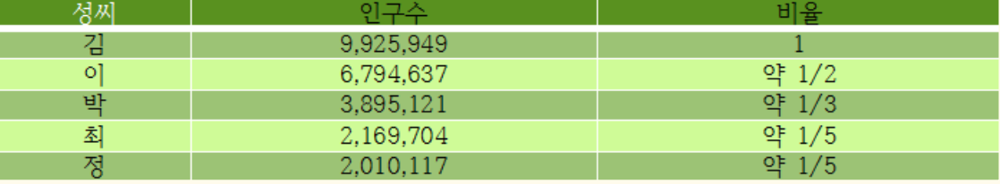 성씨 인구수 비율
김 9,925,949 1
이 6,794,637 약 1/2
박 3,895,121 약 1/3
최 2,169,704 약 1/5
정 2,010,117 약 1/5